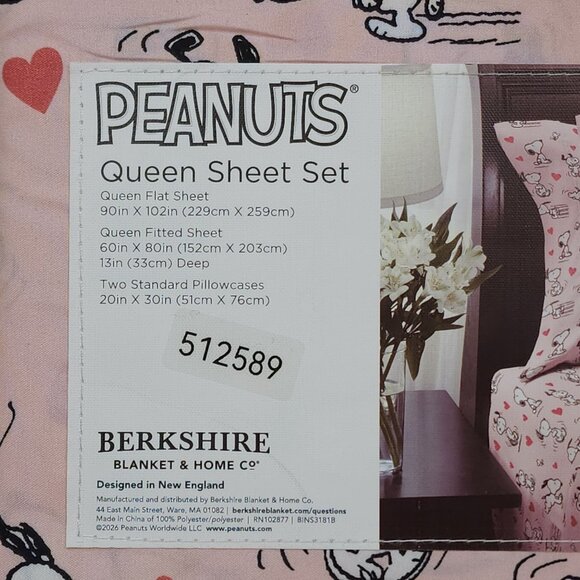 PEANUTS®
Queen Sheet Set
Queen Flat Sheet
90in X 102in (229cm X 259cm)
Queen Fitted Sheet
60in X 80in (152cm X 203cm)
13in (33cm) Deep
Two Standard Pillowcases
20in X 30in (51cm X 76cm)
512589
BERKSHIRE
BLANKET & HOME Co®
Designed in New England
Manufactured and distributed by Berkshire Blanket & Home Co.
44 East Main Street, Ware, MA 01082 | berkshireblanket.com/questions
Made in China of 100% Polyester/polyester | RN102877 | BINS3181B
©2026 Peanuts Worldwide LLC www.peanuts.com